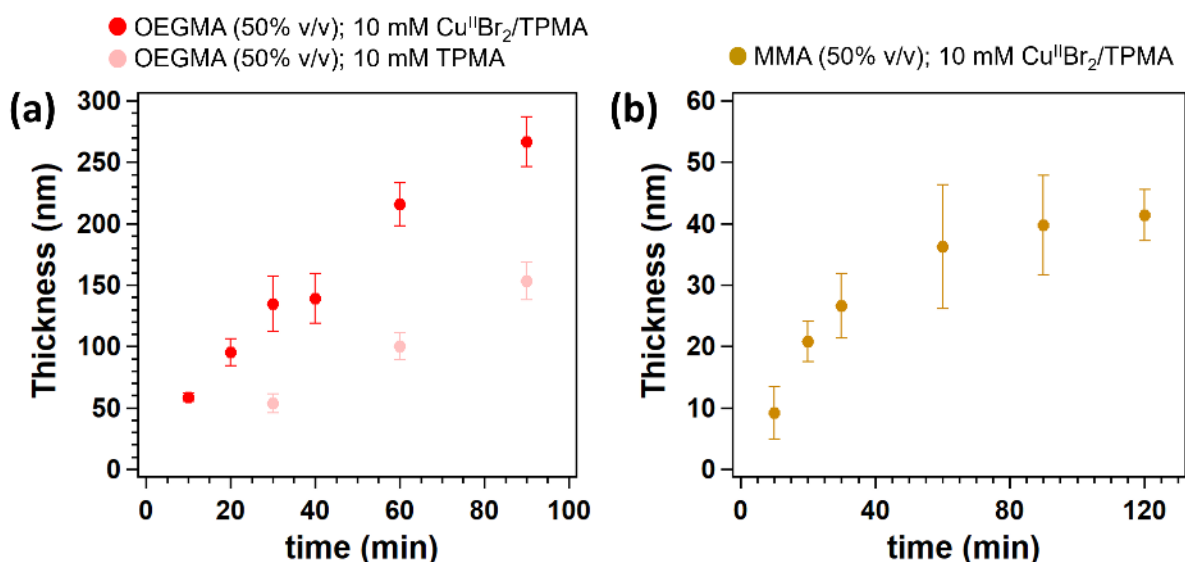 OEGMA (50% v/v); 10 mM CuᴵᴵBr₂/TPMA
OEGMA (50% v/v); 10 mM TPMA
MMA (50% v/v); 10 mM CuᴵᴵBr₂/TPMA
(a)
300
250
200
150
100
50
0
Thickness (nm)
0 20 40 60 80 100
time (min)
(b)
60
50
40
30
20
10
0
Thickness (nm)
0 40 80 120
time (min)